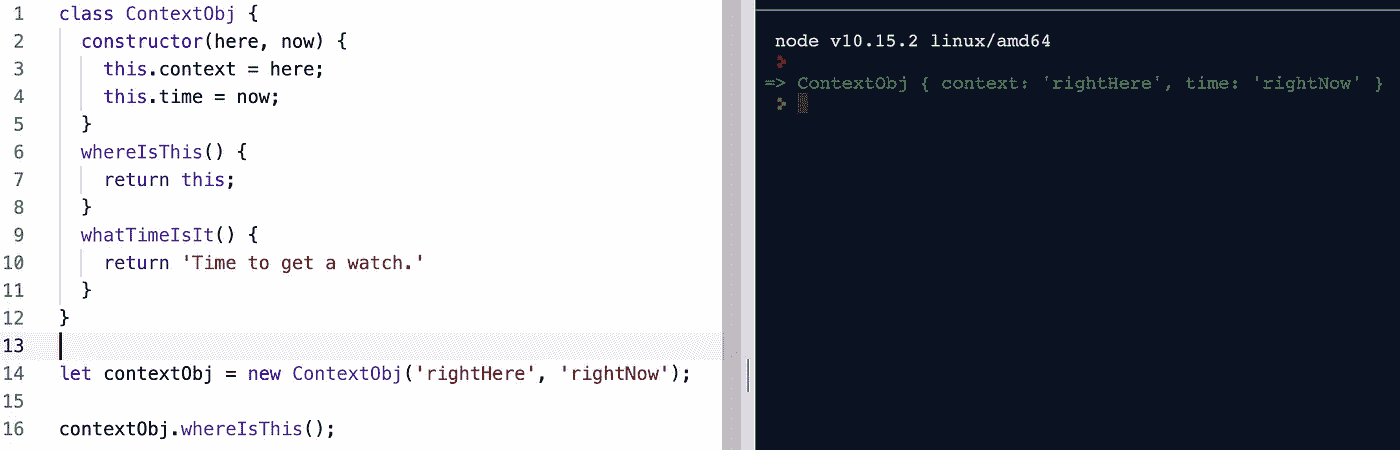 1 class ContextObj {
2 constructor(here, now) {
3 this.context = here;
4 this.time = now;
5 }
6 whereIsThis() {
7 return this;
8 }
9 whatTimeIsIt() {
10 return 'Time to get a watch.'
11 }
12 }
13
14 let contextObj = new ContextObj('rightHere', 'rightNow');
15
16 contextObj.whereIsThis();
node v10.15.2 linux/amd64
=> ContextObj { context: 'rightHere', time: 'rightNow' }